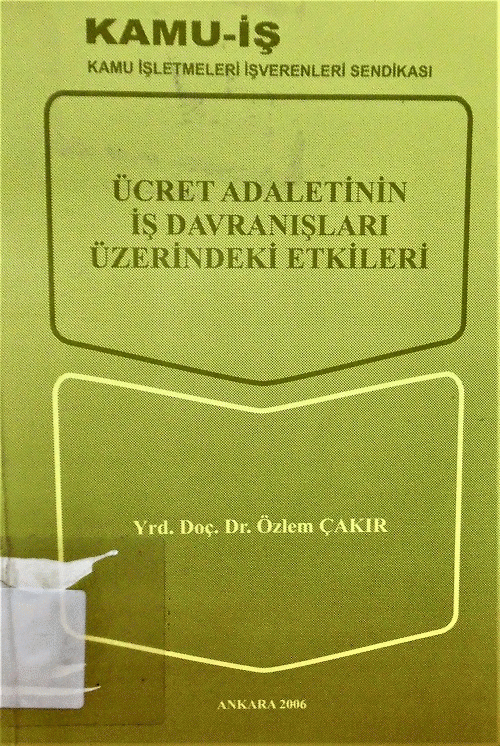 KAMU-İŞ
KAMU İŞLETMELERİ İŞVERENLERİ SENDİKASI
ÜCRET ADALETİNİN
İŞ DAVRANIŞLARI
ÜZERİNDEKİ ETKİLERİ
Yrd. Doç. Dr. Özlem ÇAKIR
ANKARA 2006